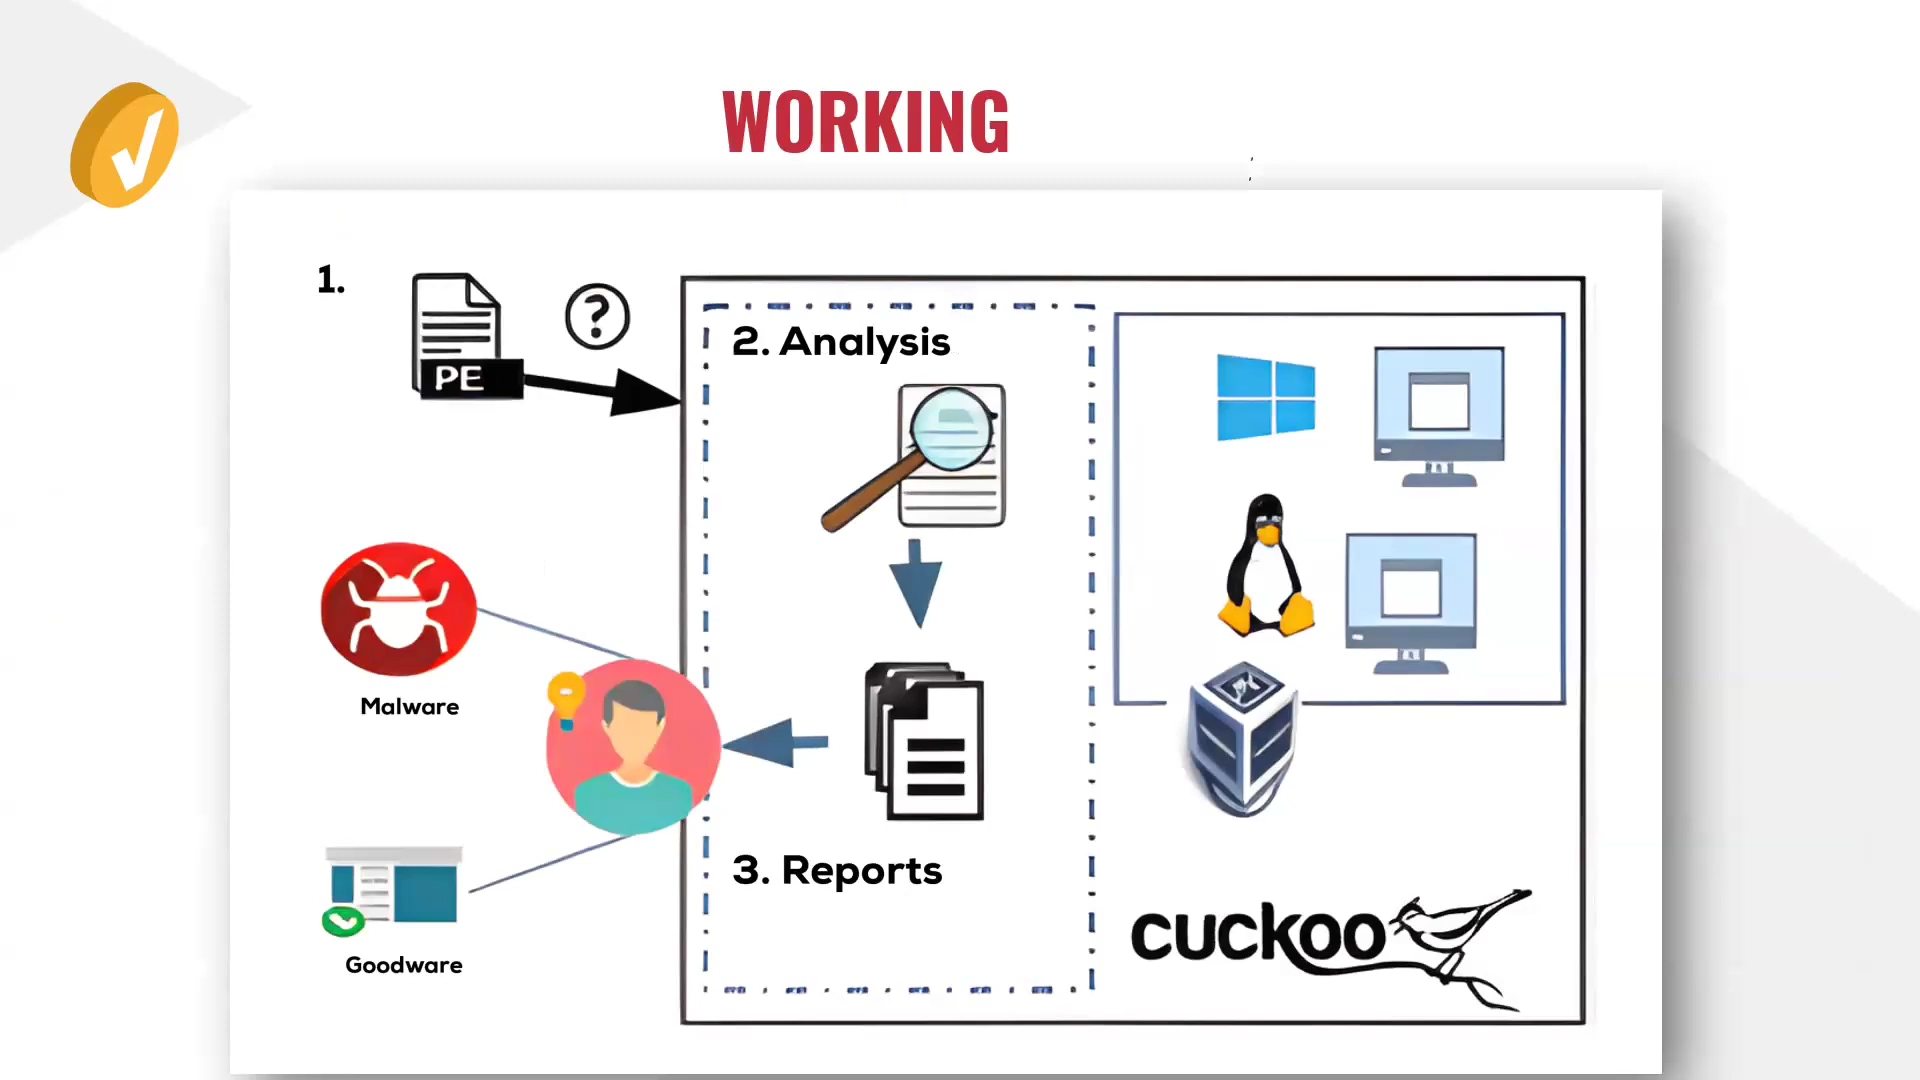 WORKING
1.
?
PE
2. Analysis
Malware
3. Reports
cuckoo
Goodware